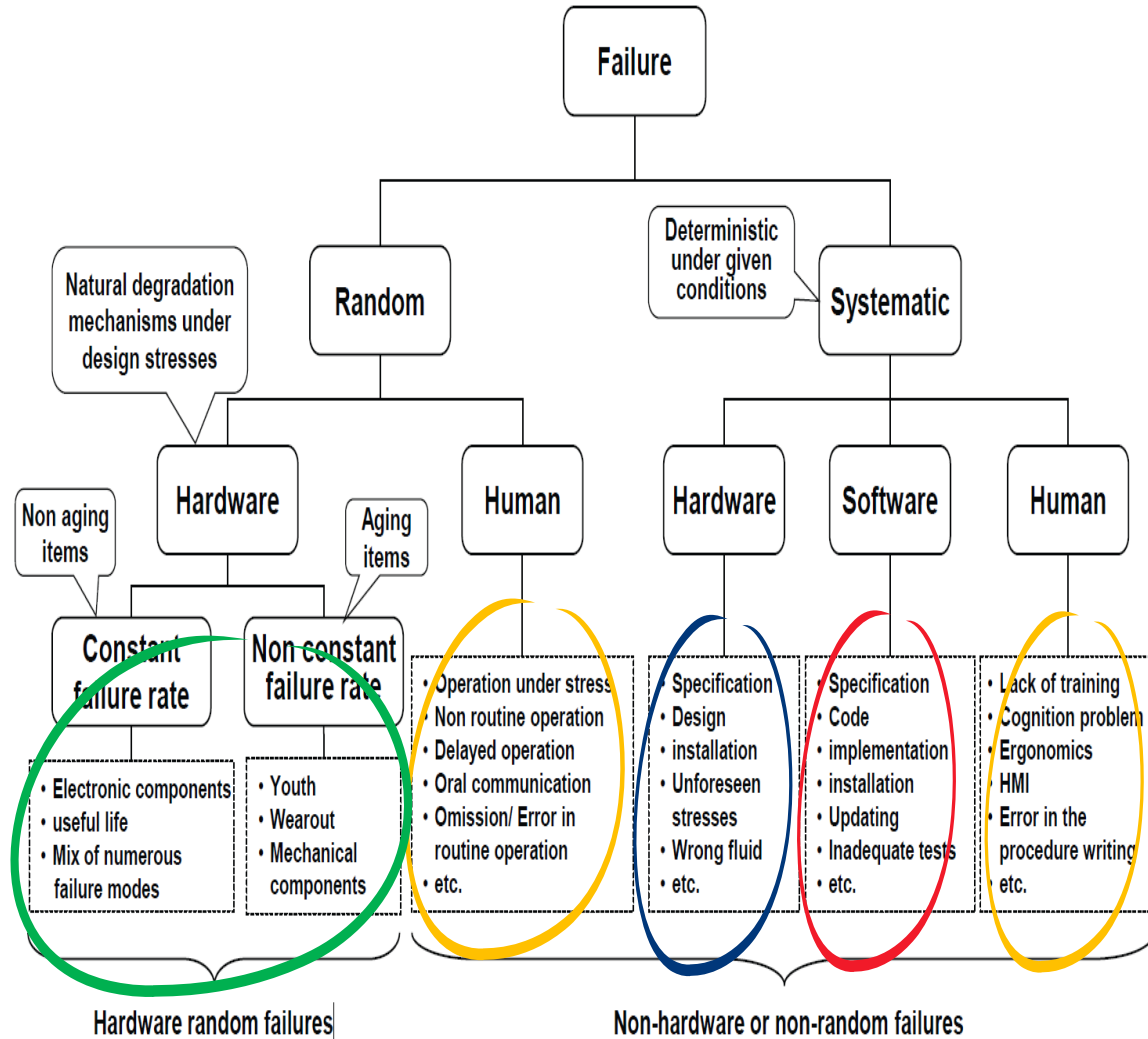 Failure
Deterministic
under given
conditions
Natural degradation
mechanisms under
design stresses
Random
Systematic
Non aging
items
Hardware
Aging
items
Human
Hardware
Software
Human
Constant
failure rate
Non constant
failure rate
• Electronic components
• useful life
• Mix of numerous
failure modes
• Youth
• Wearout
• Mechanical
components
• Operation under stress
• Non routine operation
• Delayed operation
• Oral communication
• Omission/ Error in
routine operation
• etc.
• Specification
• Design
• installation
• Unforeseen
stresses
• Wrong fluid
• etc.
• Specification
• Code
• implementation
• installation
• Updating
• Inadequate tests
• etc.
• Lack of training
• Cognition problem
• Ergonomics
• HMI
• Error in the
procedure writing
• etc.
Hardware random failures
Non-hardware or non-random failures